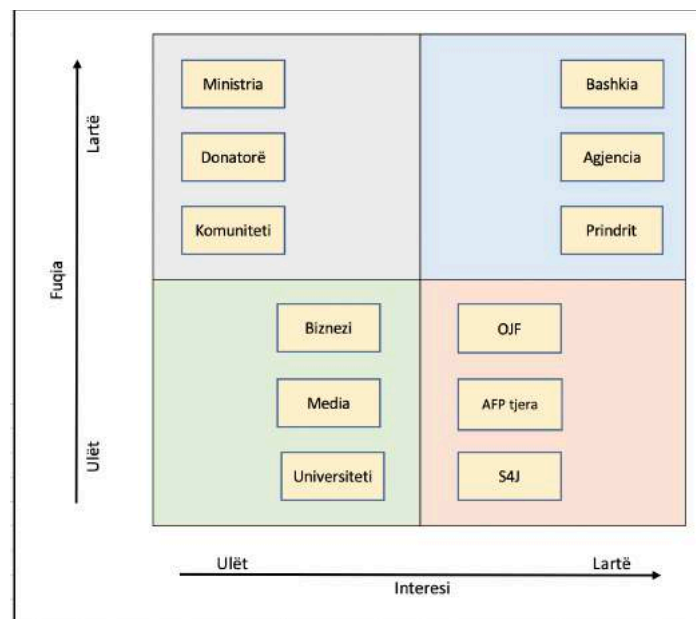 Lartë
Fuqia
Ulët
Ministria
Bashkia
Donatorë
Agjencia
Komuniteti
Prindrit
Biznezi
OJF
Media
AFP tjera
Universiteti
S4J
Ulët
Lartë
Interesi